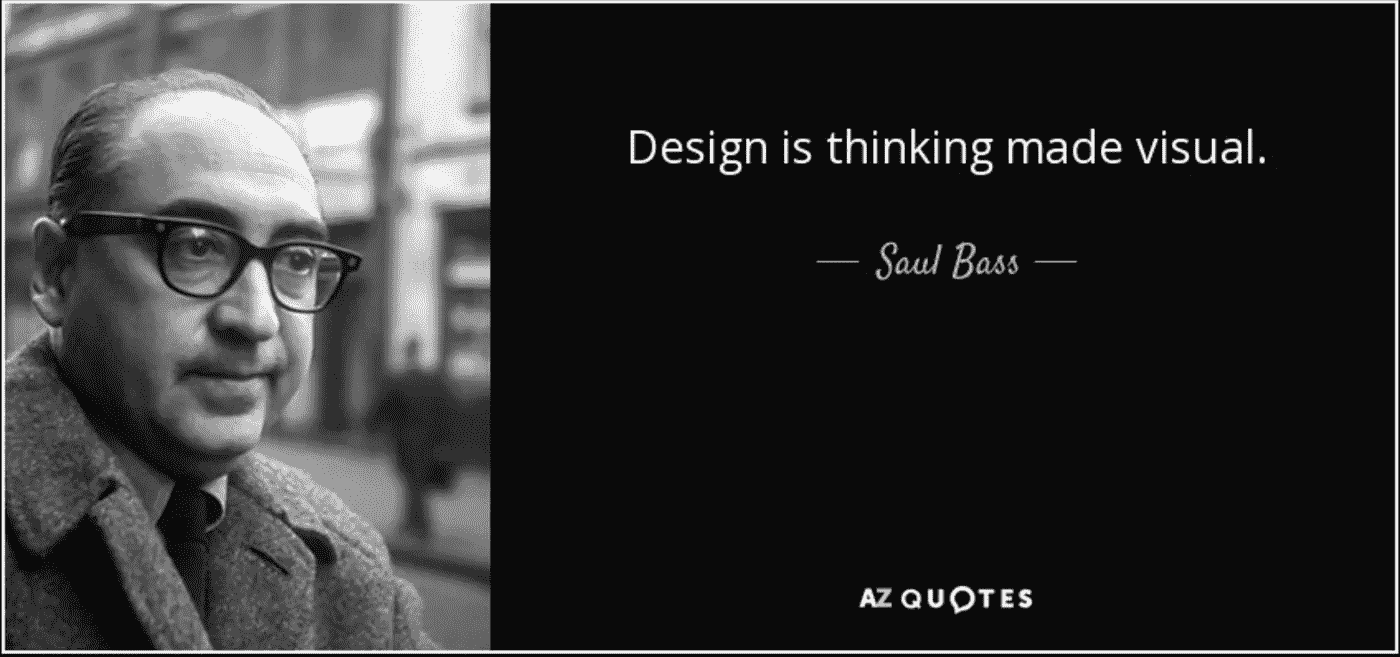 Design is thinking made visual.
— Saul Bass —
AZ QUOTES